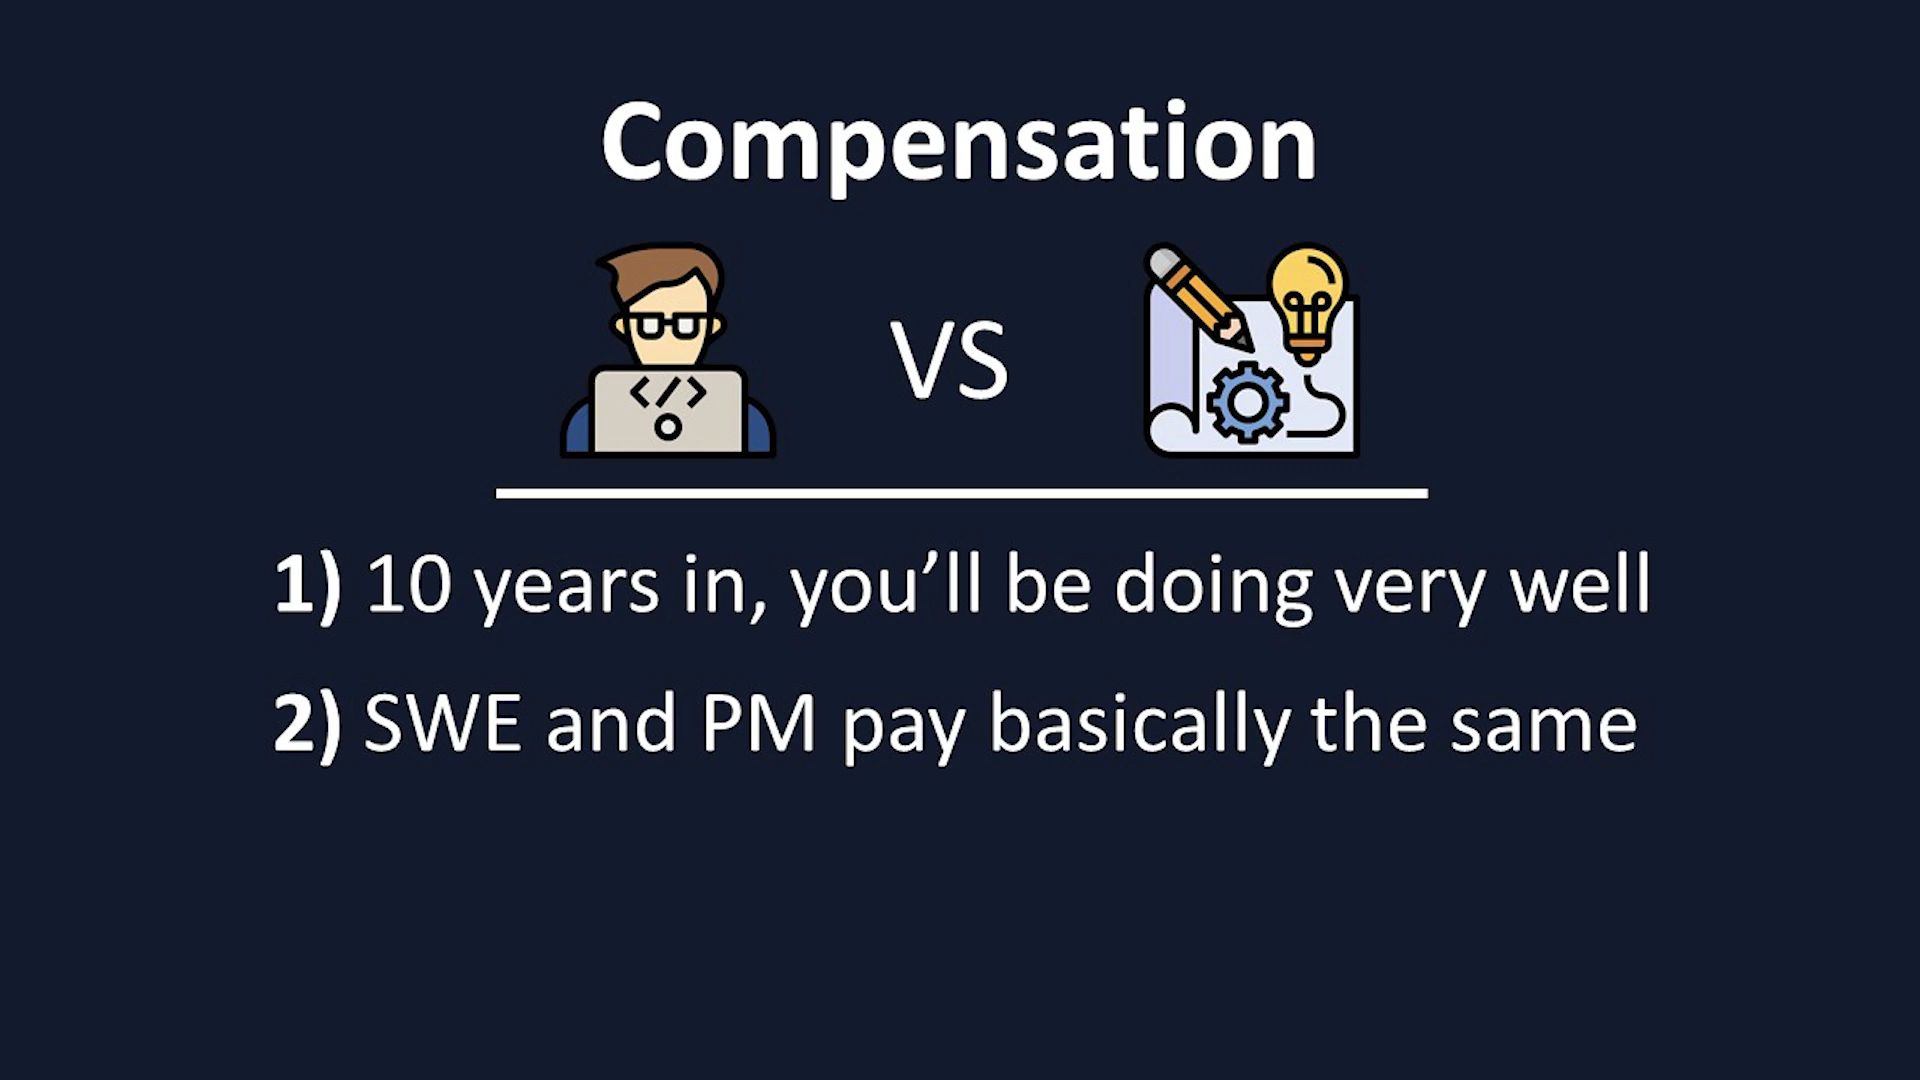 Compensation
</>
VS
1) 10 years in, you’ll be doing very well
2) SWE and PM pay basically the same